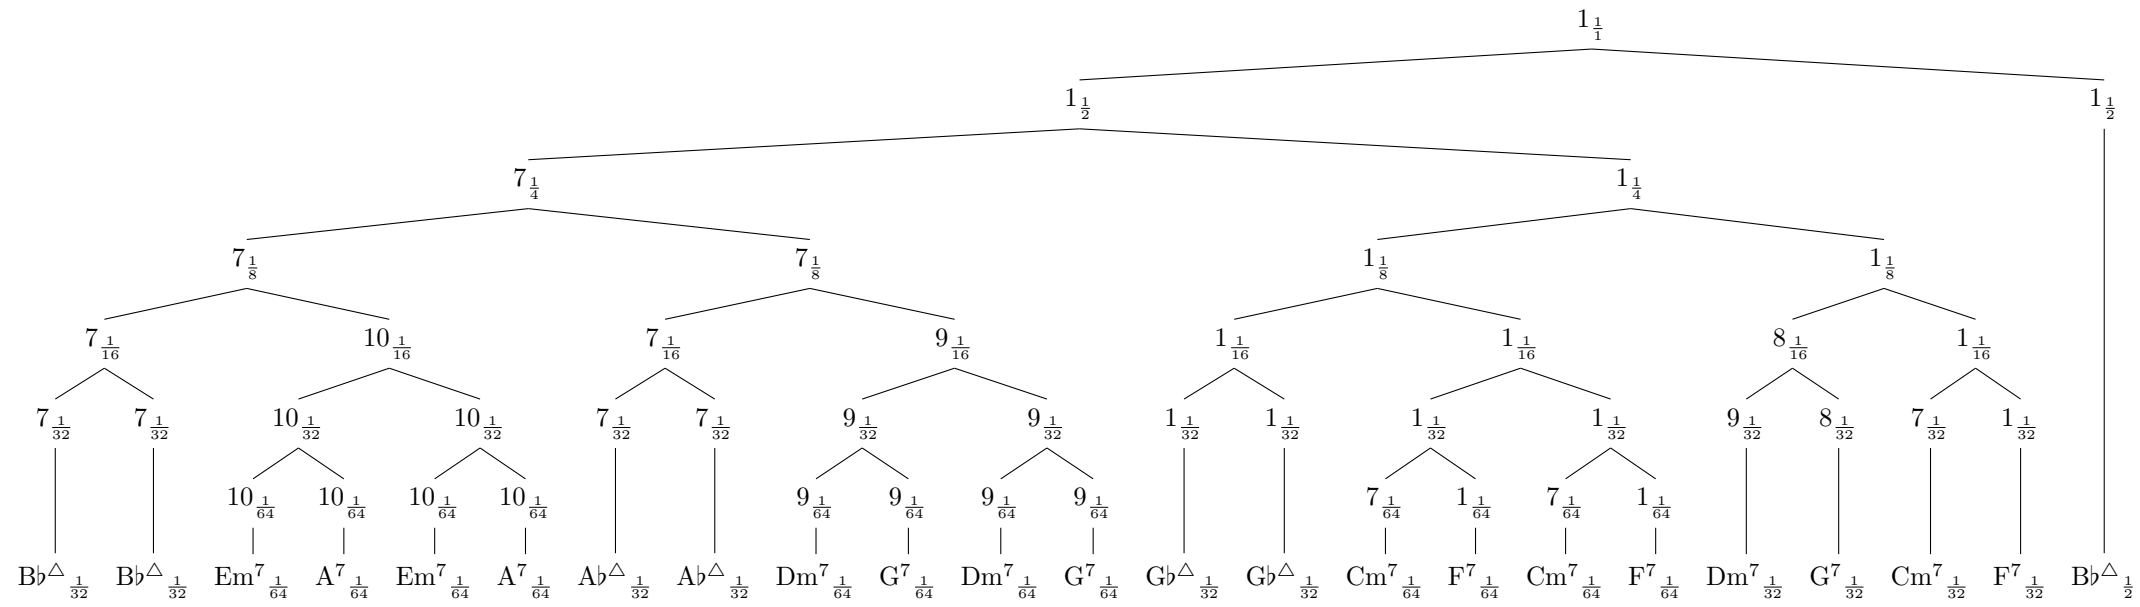 1 1/1
1 1/2 1 1/2
7 1/4 1 1/4
7 1/8 7 1/8 1 1/8 1 1/8
7 1/16 10 1/16 7 1/16 9 1/16 1 1/16 1 1/16 8 1/16 1 1/16
7 1/32 7 1/32 10 1/32 10 1/32 7 1/32 7 1/32 9 1/32 9 1/32 1 1/32 1 1/32 1 1/32 1 1/32 9 1/32 8 1/32 7 1/32 1 1/32
10 1/64 10 1/64 10 1/64 10 1/64 9 1/64 9 1/64 9 1/64 9 1/64 7 1/64 1 1/64 7 1/64 1 1/64
B♭△ 1/32 B♭△ 1/32 Em⁷ 1/64 A⁷ 1/64 Em⁷ 1/64 A⁷ 1/64 A♭△ 1/32 A♭△ 1/32 Dm⁷ 1/64 G⁷ 1/64 Dm⁷ 1/64 G⁷ 1/64 G♭△ 1/32 G♭△ 1/32 Cm⁷ 1/64 F⁷ 1/64 Cm⁷ 1/64 F⁷ 1/64 Dm⁷ 1/32 G⁷ 1/32 Cm⁷ 1/32 F⁷ 1/32 B♭△ 1/2